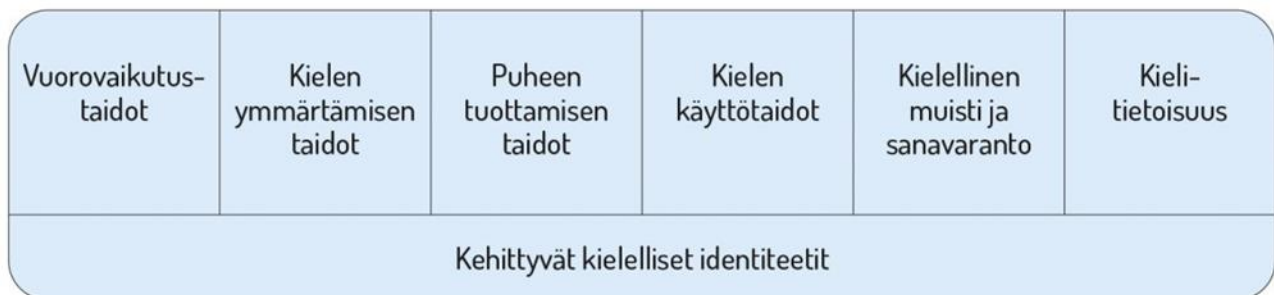 Vuorovaikutus-
taidot
Kielen
ymmärtämisen
taidot
Puheen
tuottamisen
taidot
Kielen
käyttötaidot
Kielellinen
muisti ja
sanavaranto
Kieli-
tietoisuus
Kehittyvät kielelliset identiteetit